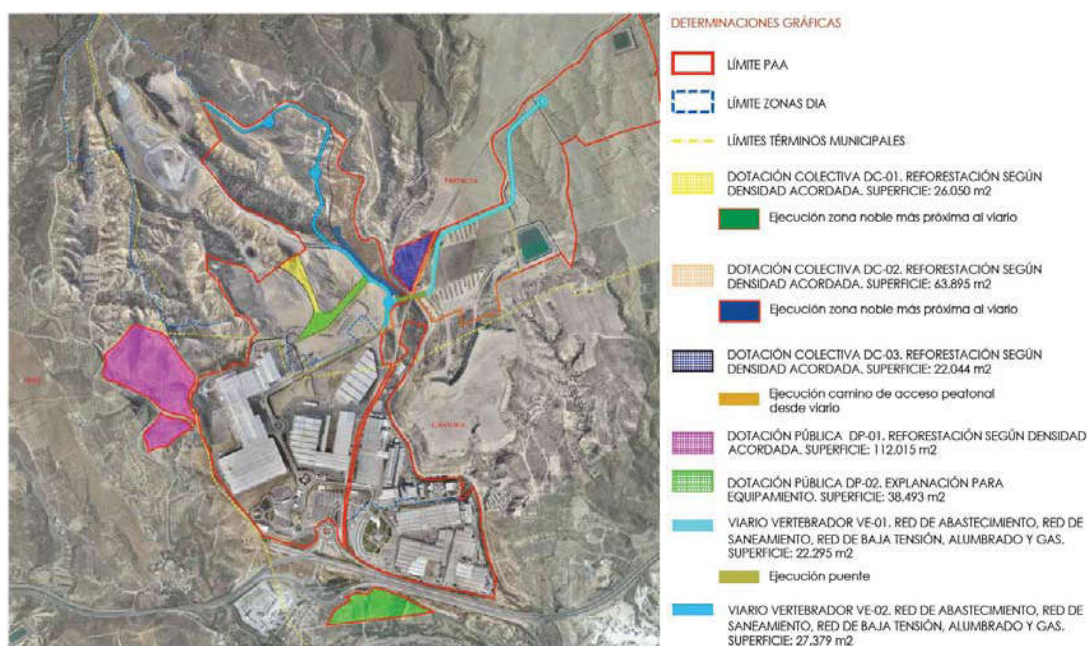 DETERMINACIONES GRÁFICAS
LÍMITE PAA
LÍMITE ZONAS DIA
LÍMITES TÉRMINOS MUNICIPALES
DOTACIÓN COLECTIVA DC-01. REFORESTACIÓN SEGÚN
DENSIDAD ACORDADA. SUPERFICIE: 26.050 m2
Ejecución zona noble más próxima al viario
DOTACIÓN COLECTIVA DC-02. REFORESTACIÓN SEGÚN
DENSIDAD ACORDADA. SUPERFICIE: 63.895 m2
Ejecución zona noble más próxima al viario
DOTACIÓN COLECTIVA DC-03. REFORESTACIÓN SEGÚN
DENSIDAD ACORDADA. SUPERFICIE: 22.044 m2
Ejecución camino de acceso peatonal
desde viario
DOTACIÓN PÚBLICA DP-01. REFORESTACIÓN SEGÚN DENSIDAD
ACORDADA. SUPERFICIE: 112.015 m2
DOTACIÓN PÚBLICA DP-02. EXPLANACIÓN PARA
EQUIPAMENTO. SUPERFICIE: 38.493 m2
VIARIO VERTEBRADOR VE-01. RED DE ABASTECIMIENTO, RED DE
SANEAMIENTO, RED DE BAJA TENSIÓN, ALUMBRADO Y GAS.
SUPERFICIE: 22.295 m2
Ejecución puente
VIARIO VERTEBRADOR VE-02. RED DE ABASTECIMIENTO, RED DE
SANEAMIENTO, RED DE BAJA TENSIÓN, ALUMBRADO Y GAS.
SUPERFICIE: 27.379 m2